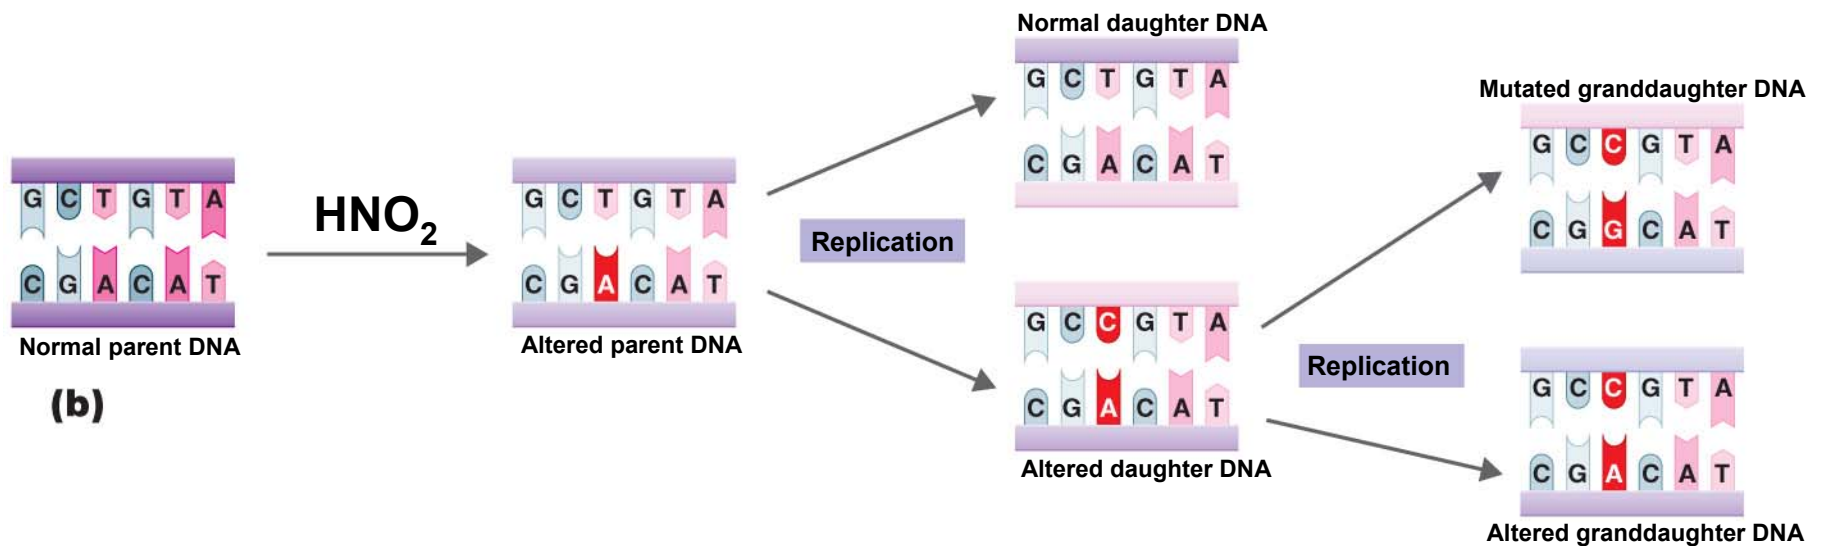 Normal daughter DNA
G C T G T A
C G A C A T
Mutated granddaughter DNA
G C C G T A
C G G C A T
G C T G T A
C G A C A T
Normal parent DNA
(b)
HNO₂
G C T G T A
C G A C A T
Altered parent DNA
Replication
G C C G T A
C G A C A T
Altered daughter DNA
Replication
G C C G T A
C G A C A T
Altered granddaughter DNA